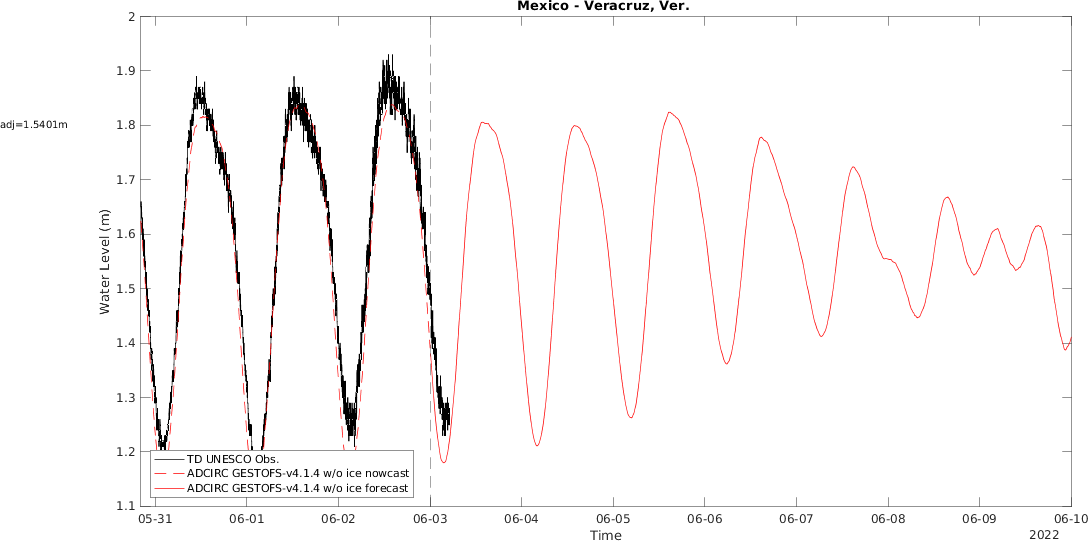 Mexico - Veracruz, Ver.
adj=1.5401m
Water Level (m)
2
1.9
1.8
1.7
1.6
1.5
1.4
1.3
1.2
1.1
TD UNESCO Obs.
ADCIRC GESTOFS-v4.1.4 w/o ice nowcast
ADCIRC GESTOFS-v4.1.4 w/o ice forecast
05-31 06-01 06-02 06-03 06-04 06-05 06-06 06-07 06-08 06-09 06-10
Time
2022